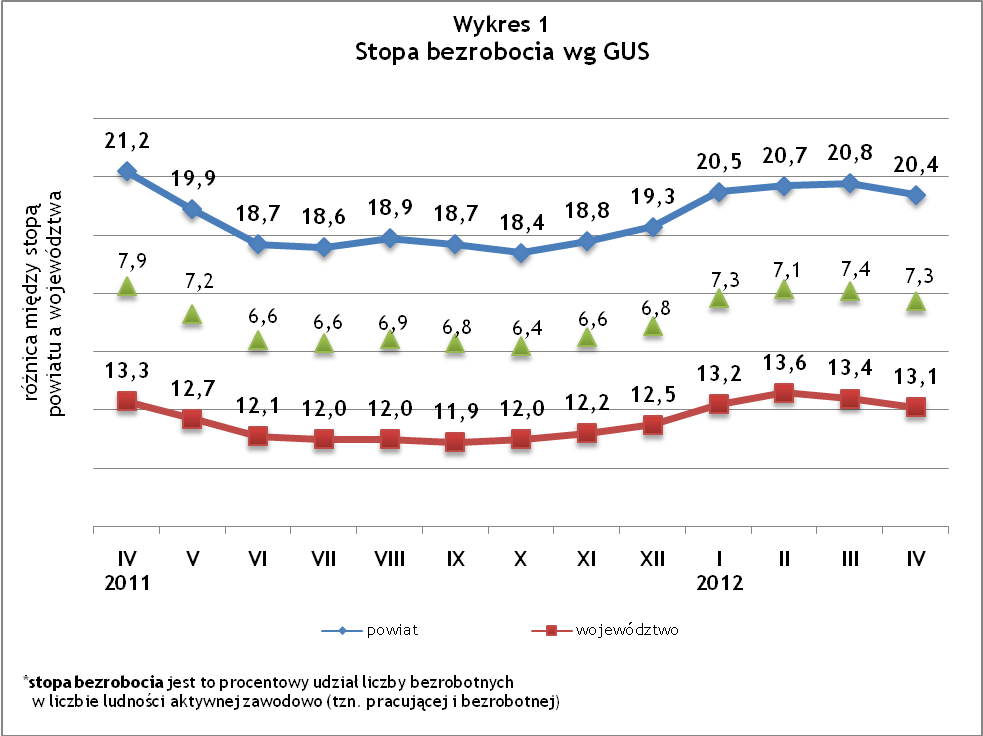 Wykres 1
Stopa bezrobocia wg GUS
różnica między stopą
powiatu a województwa
21,2 19,9 18,7 18,6 18,9 18,7 18,4 18,8 19,3 20,5 20,7 20,8 20,4
7,9 7,2 6,6 6,6 6,9 6,8 6,4 6,6 6,8 7,3 7,1 7,4 7,3
13,3 12,7 12,1 12,0 12,0 11,9 12,0 12,2 12,5 13,2 13,6 13,4 13,1
IV V VI VII VIII IX X XI XII I II III IV
2011 2012
powiat województwo
*stopa bezrobocia jest to procentowy udział liczby bezrobotnych
w liczbie ludności aktywnej zawodowo (tzn. pracującej i bezrobotnej)